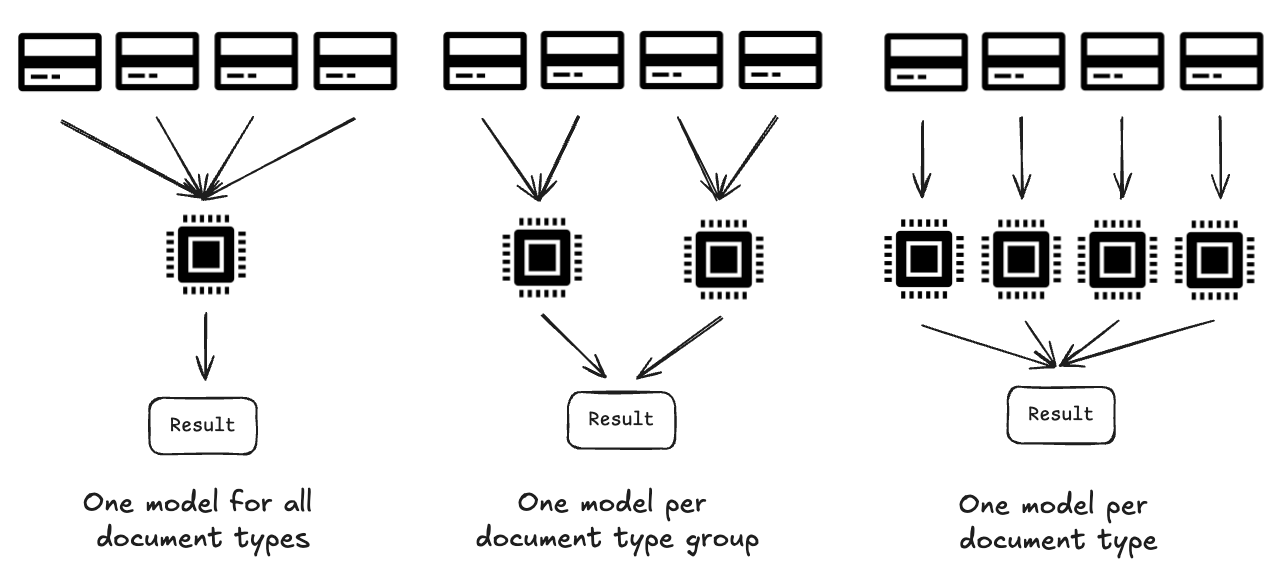 Result
Result
Result
One model for all
document types
One model per
document type group
One model per
document type